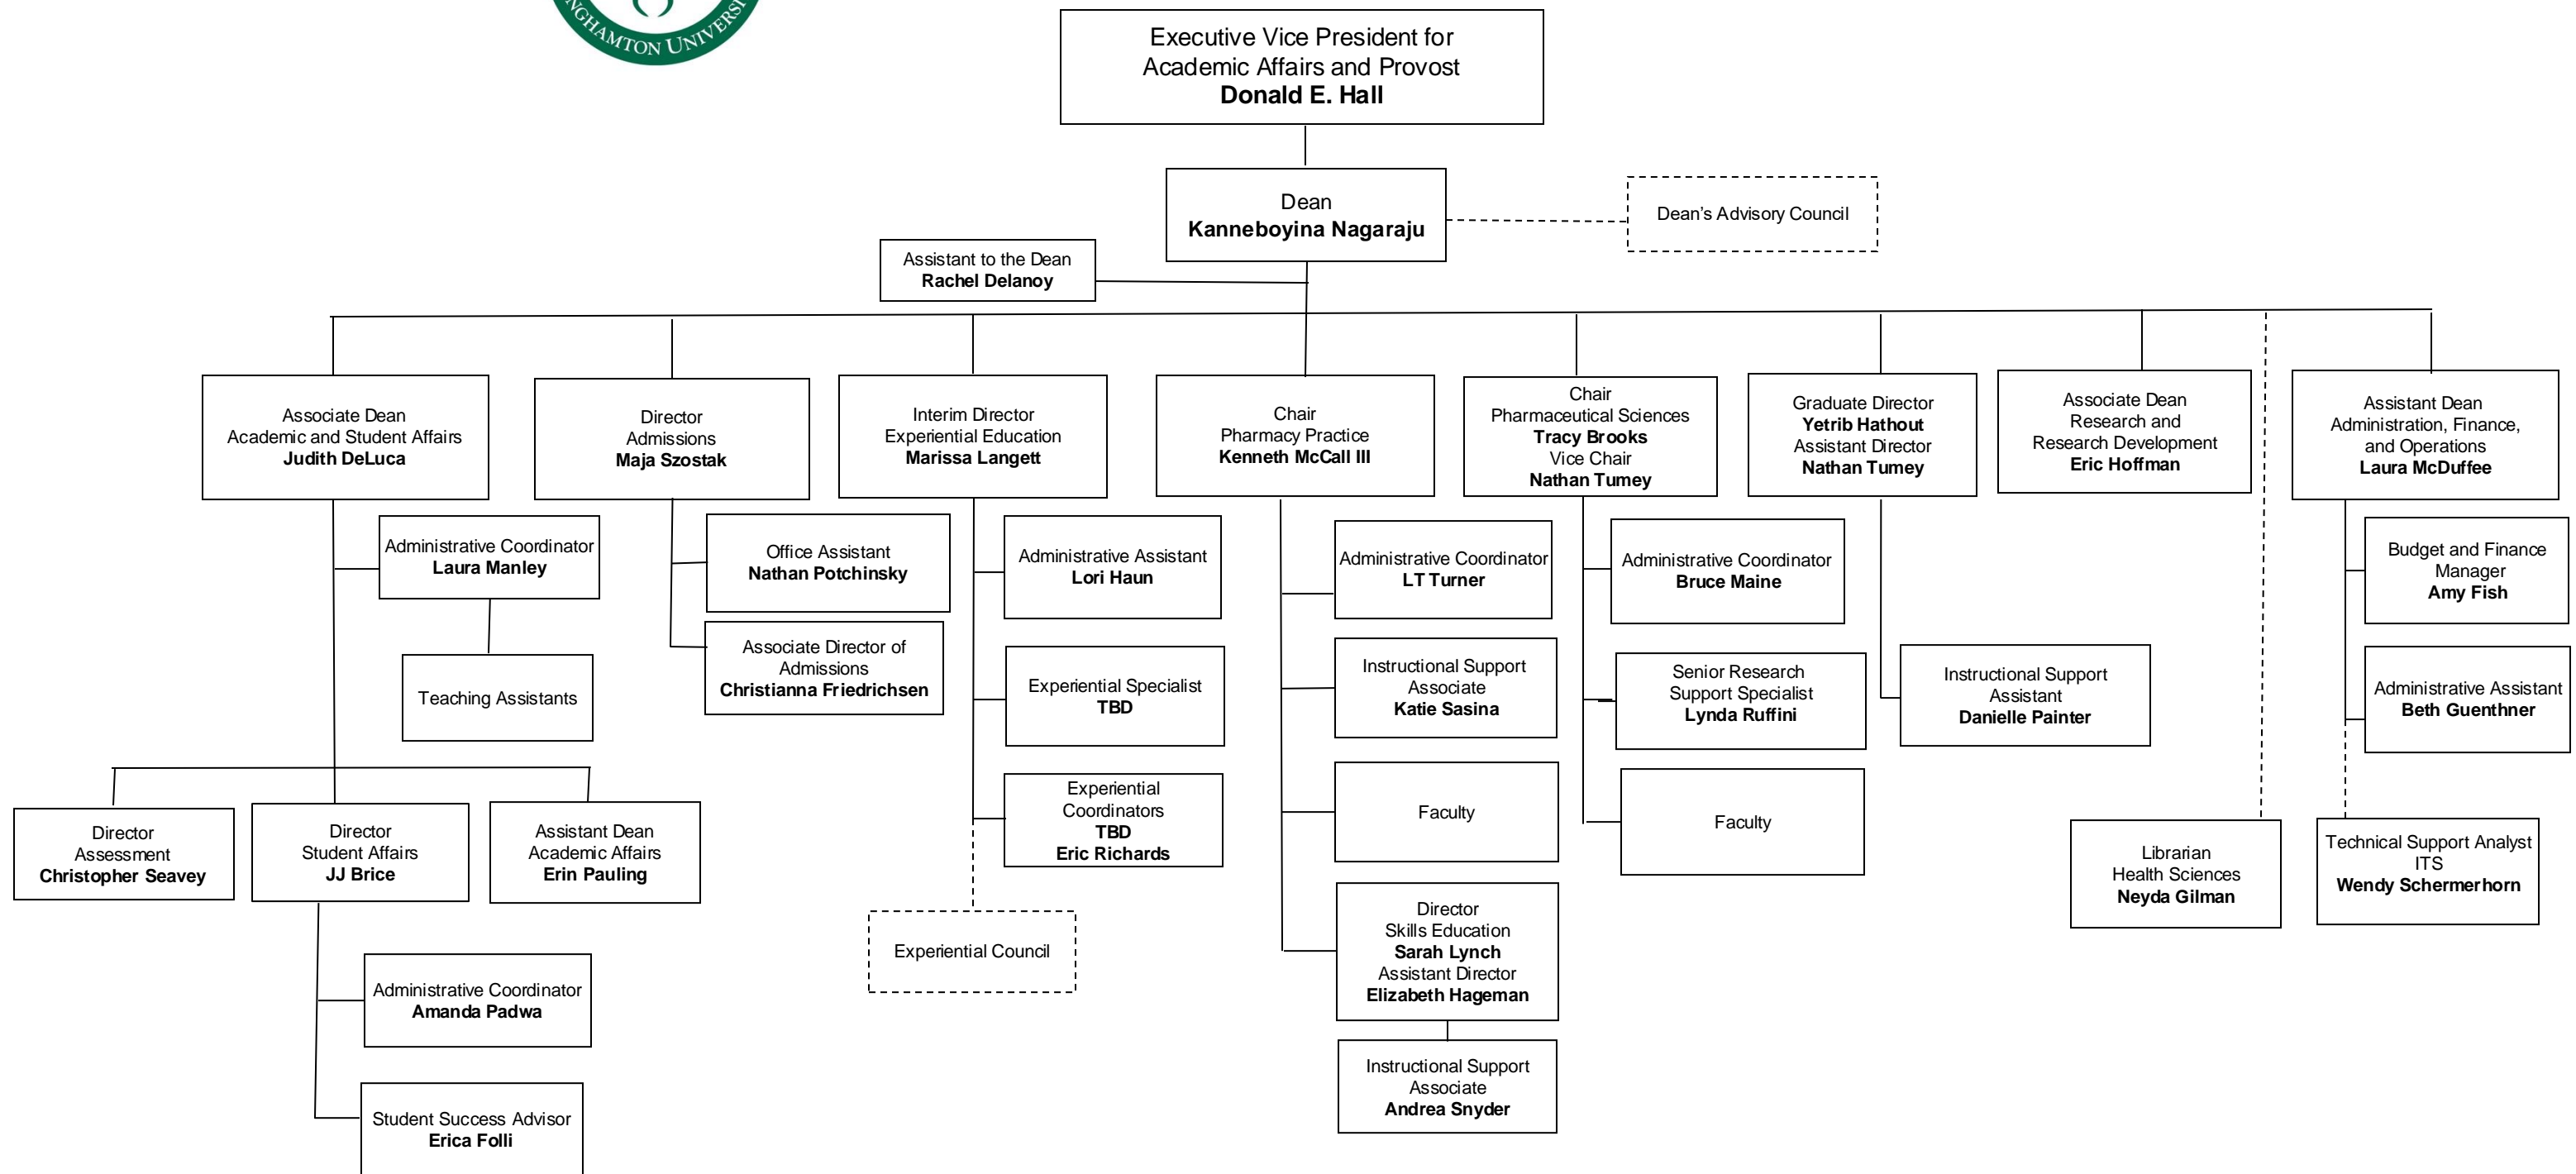 NGHAMTON UNIVERSI
Executive Vice President for
Academic Affairs and Provost
Donald E. Hall
Dean
Kanneboyina Nagaraju
Dean's Advisory Council
Assistant to the Dean
Rachel Delanoy
Associate Dean
Academic and Student Affairs
Judith DeLuca
Director
Admissions
Maja Szostak
Interim Director
Experiential Education
Marissa Langett
Chair
Pharmacy Practice
Kenneth McCall III
Chair
Pharmaceutical Sciences
Tracy Brooks
Vice Chair
Nathan Tumey
Graduate Director
Yetrib Hathout
Assistant Director
Nathan Tumey
Associate Dean
Research and
Research Development
Eric Hoffman
Assistant Dean
Administration, Finance,
and Operations
Laura McDuffee
Administrative Coordinator
Laura Manley
Teaching Assistants
Office Assistant
Nathan Potchinsky
Associate Director of
Admissions
Christianna Friedrichsen
Administrative Assistant
Lori Haun
Experiential Specialist
TBD
Experiential
Coordinators
TBD
Eric Richards
Experiential Council
Administrative Coordinator
LT Turner
Instructional Support
Associate
Katie Sasina
Faculty
Director
Skills Education
Sarah Lynch
Assistant Director
Elizabeth Hageman
Instructional Support
Associate
Andrea Snyder
Administrative Coordinator
Bruce Maine
Senior Research
Support Specialist
Lynda Ruffini
Faculty
Instructional Support
Assistant
Danielle Painter
Librarian
Health Sciences
Neyda Gilman
Budget and Finance
Manager
Amy Fish
Administrative Assistant
Beth Guenthner
Technical Support Analyst
ITS
Wendy Schermerhorn
Director
Assessment
Christopher Seavey
Director
Student Affairs
JJ Brice
Assistant Dean
Academic Affairs
Erin Pauling
Administrative Coordinator
Amanda Padwa
Student Success Advisor
Erica Folli